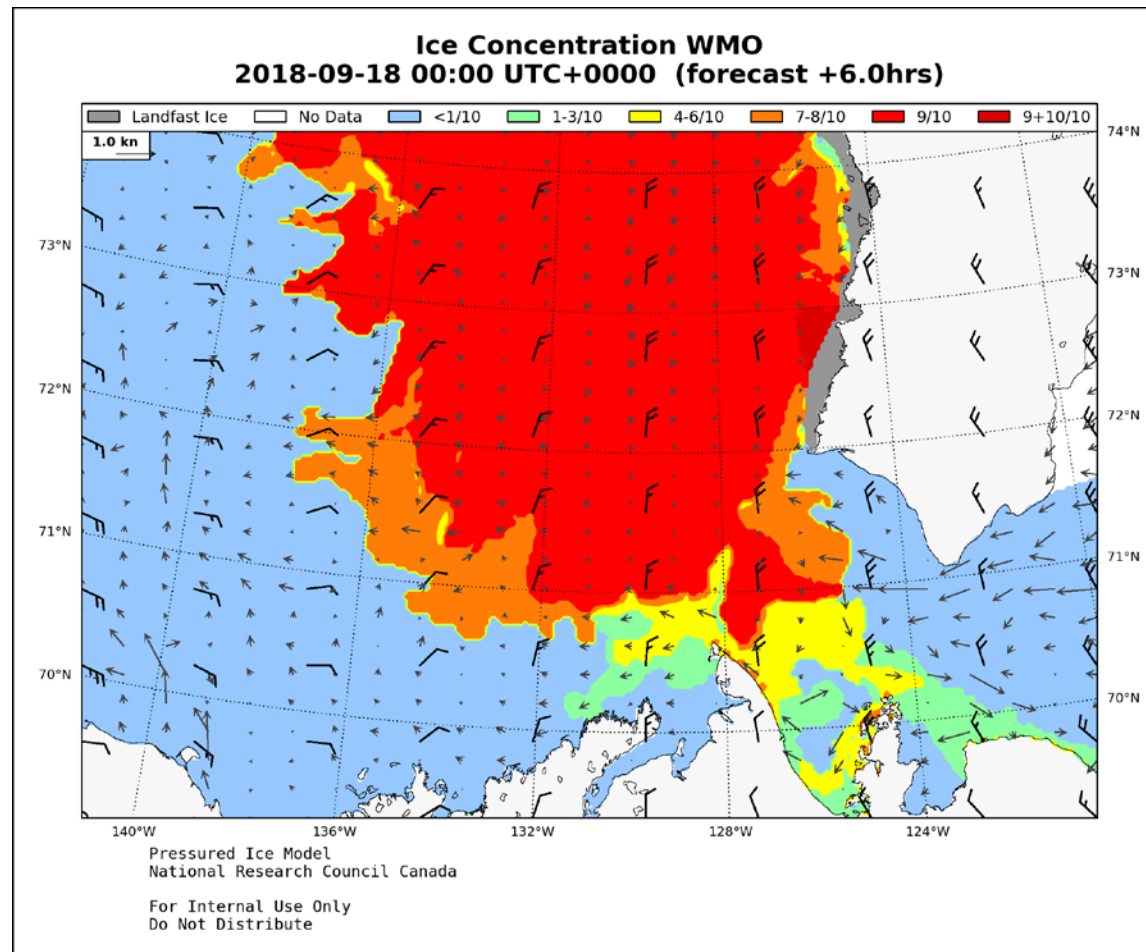 Ice Concentration WMO
2018-09-18 00:00 UTC+0000 (forecast +6.0hrs)
Landfast Ice No Data <1/10 1-3/10 4-6/10 7-8/10 9/10 9+10/10
1.0 kn
74°N
73°N
73°N
72°N
72°N
71°N
71°N
70°N
70°N
140°W 136°W 132°W 128°W 124°W
Pressured Ice Model
National Research Council Canada
For Internal Use Only
Do Not Distribute